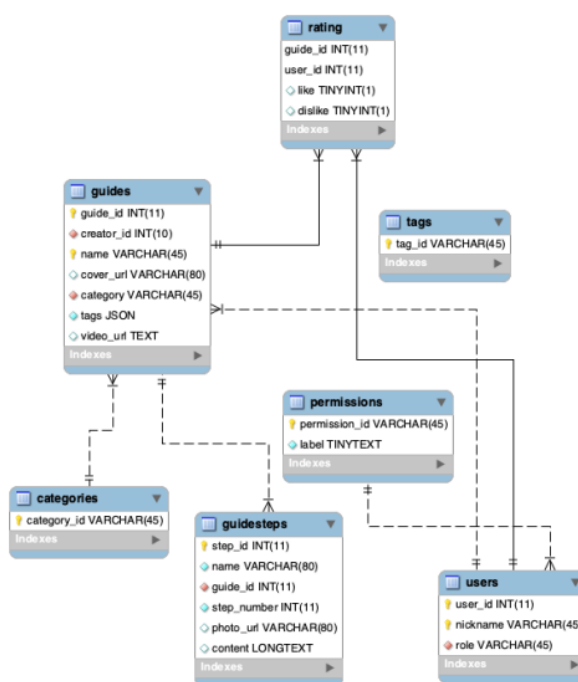 rating
guide_id INT(11)
user_id INT(11)
like TINYINT(1)
dislike TINYINT(1)
Indexes
guides
guide_id INT(11)
creator_id INT(10)
name VARCHAR(45)
cover_url VARCHAR(80)
category VARCHAR(45)
tags JSON
video_url TEXT
Indexes
tags
tag_id VARCHAR(45)
Indexes
permissions
permission_id VARCHAR(45)
label TINYTEXT
Indexes
categories
category_id VARCHAR(45)
Indexes
guidesteps
step_id INT(11)
name VARCHAR(80)
guide_id INT(11)
step_number INT(11)
photo_url VARCHAR(80)
content LONGTEXT
Indexes
users
user_id INT(11)
nickname VARCHAR(45
role VARCHAR(45)
Indexes